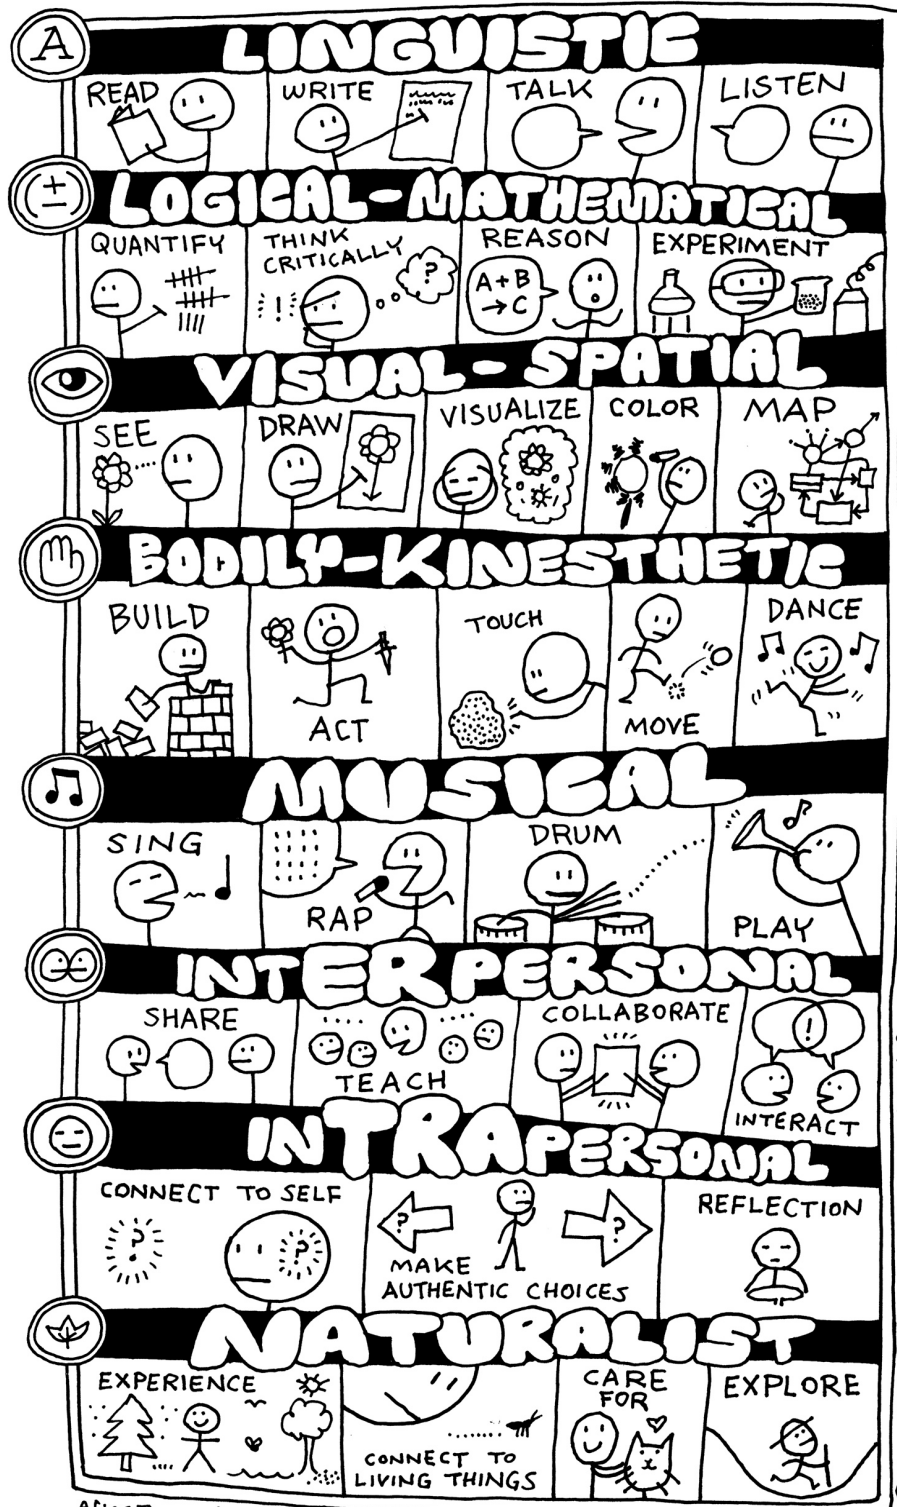 A
LINGUISTIC
READ
WRITE
TALK
LISTEN
+
−
LOGICAL-MATHEMATICAL
QUANTIFY
THINK
CRITICALLY
?
!
REASON
A+B
→C
EXPERIMENT
VISUAL-SPATIAL
SEE
DRAW
VISUALIZE
COLOR
MAP
BODILY-KINESTHETIC
BUILD
ACT
TOUCH
MOVE
DANCE
MUSICAL
SING
RAP
DRUM
PLAY
INTERPERSONAL
SHARE
TEACH
COLLABORATE
!
INTERACT
INTRAPERSONAL
CONNECT TO SELF
?
?
?
?
MAKE
AUTHENTIC CHOICES
REFLECTION
NATURALIST
EXPERIENCE
CONNECT TO
LIVING THINGS
CARE
FOR
EXPLORE